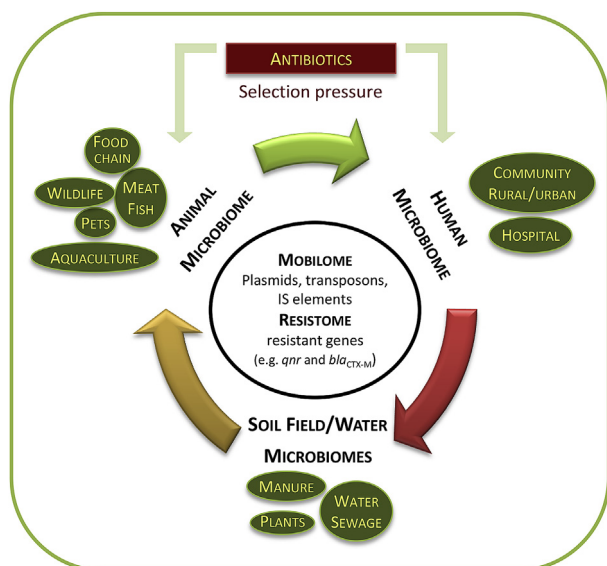 ANTIBIOTICS
Selection pressure
FOOD
CHAIN
WILDLIFE
MEAT
FISH
PETS
AQUACULTURE
ANIMAL
MICROBIOME
HUMAN
MICROBIOME
COMMUNITY
RURAL/URBAN
HOSPITAL
MOBILOME
Plasmids, transposons,
IS elements
RESISTOME
resistant genes
(e.g. qnr and blaCTX-M)
SOIL FIELD/WATER
MICROBIOMES
MANURE
WATER
SEWAGE
PLANTS